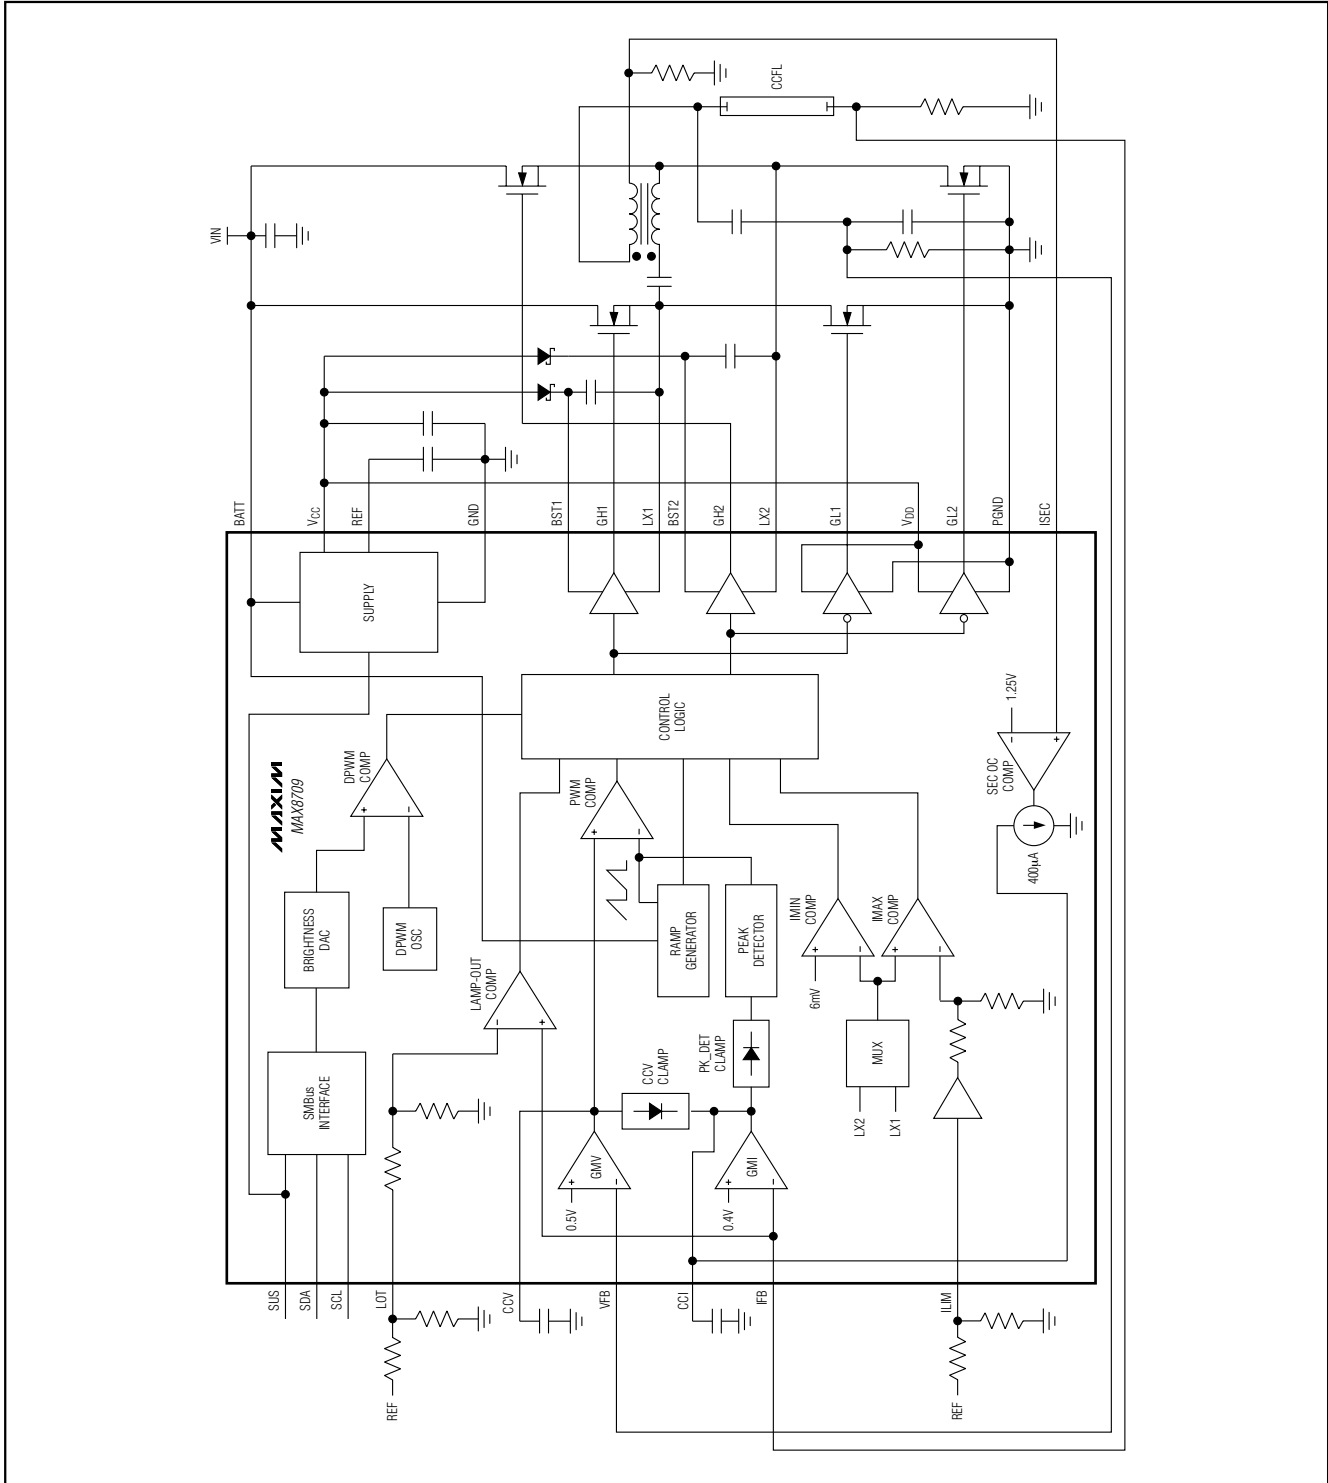 VIN
CCFL
BATT
VCC
REF
GND
BST1
GH1
LX1
BST2
GH2
LX2
GL1
VDD
GL2
PGND
ISEC
SUPPLY
MAXIM
MAX8709
DPWM
COMP
+
−
CONTROL
LOGIC
1.25V
SEC OC
COMP
−
+
400µA
BRIGHTNESS
DAC
DPWM
OSC
PWM
COMP
+
−
RAMP
GENERATOR
PEAK
DETECTOR
IMIN
COMP
+
−
6mV
IMAX
COMP
+
−
LAMP-OUT
COMP
−
+
SMBus
INTERFACE
CCV
CLAMP
PK_DET
CLAMP
MUX
LX2
LX1
GMV
+
−
0.5V
GMI
+
−
0.4V
SUS
SDA
SCL
LOT
CCV
VFB
CCI
IFB
ILIM
REF
REF